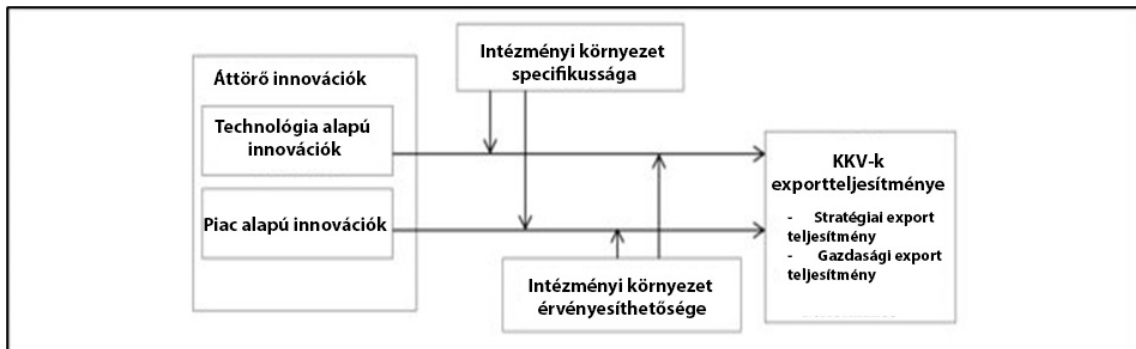 Intézményi környezet
specifikussága
Áttörő innovációk
Technológia alapú
innovációk
Piac alapú innovációk
KKV-k
exportteljesítménye
- Stratégiai export
teljesítmény
- Gazdasági export
teljesítmény
Intézményi környezet
érvényesíthetősége